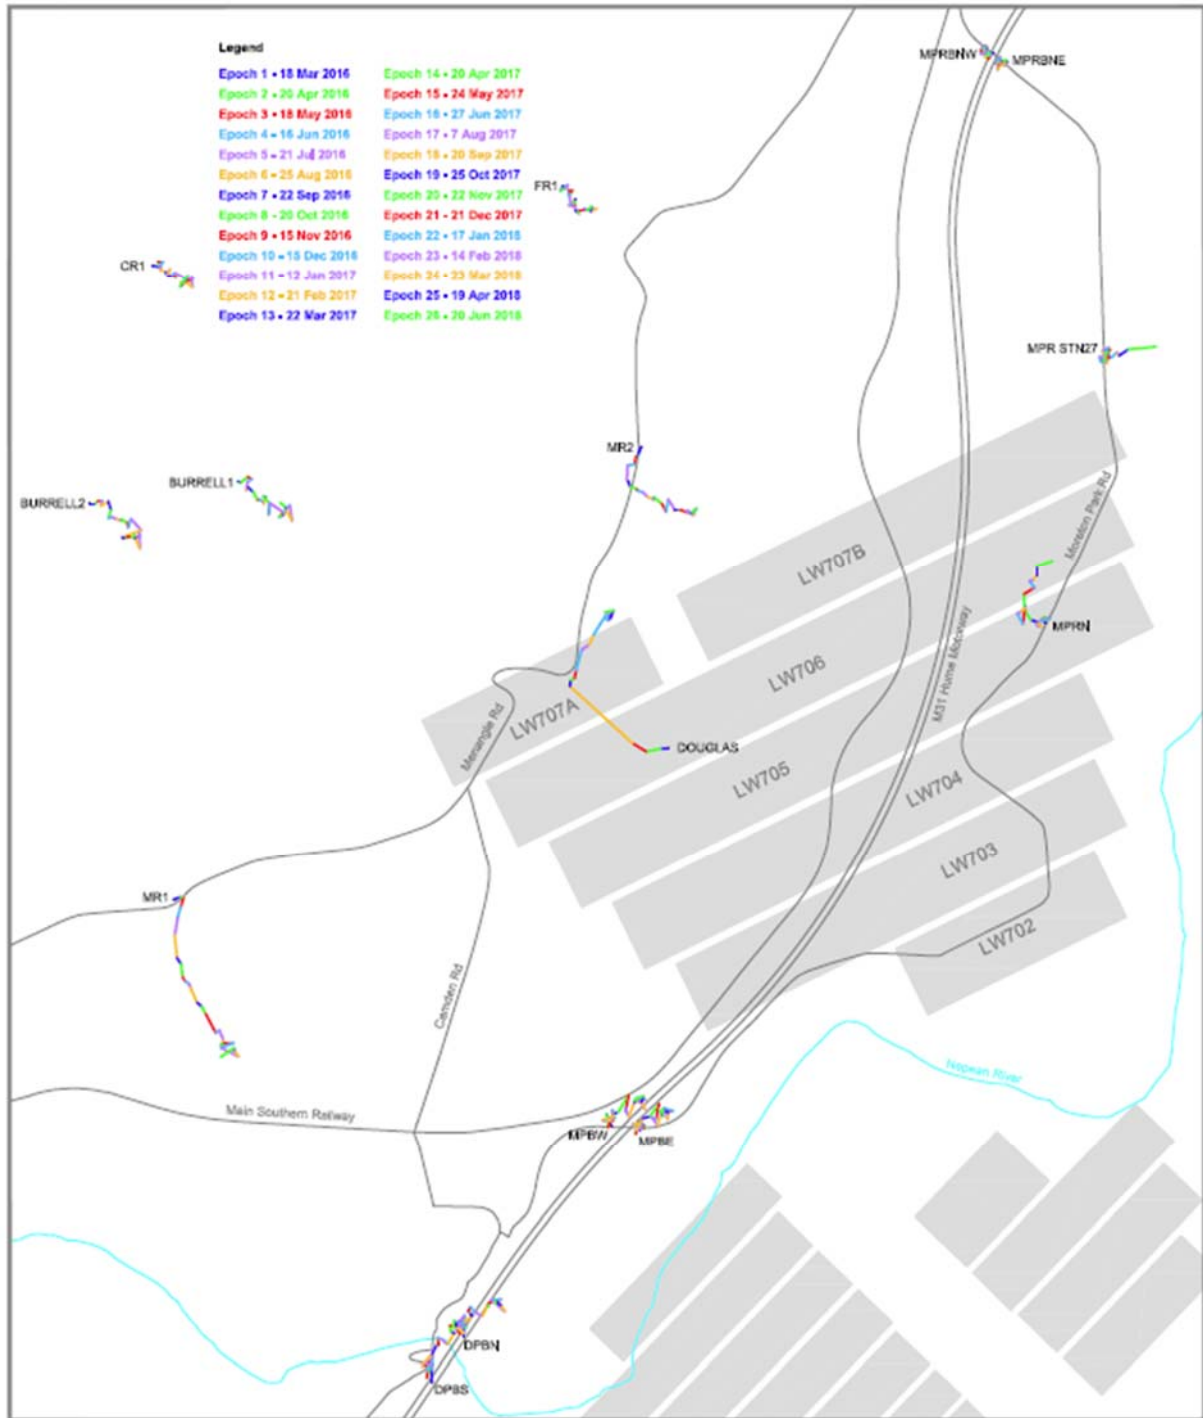 Legend
Epoch 1 - 18 Mar 2016
Epoch 2 - 20 Apr 2016
Epoch 3 - 18 May 2016
Epoch 4 - 16 Jun 2016
Epoch 5 - 21 Jul 2016
Epoch 6 - 25 Aug 2016
Epoch 7 - 22 Sep 2016
Epoch 8 - 20 Oct 2016
Epoch 9 - 15 Nov 2016
Epoch 10 - 15 Dec 2016
Epoch 11 - 12 Jan 2017
Epoch 12 - 21 Feb 2017
Epoch 13 - 22 Mar 2017
Epoch 14 - 20 Apr 2017
Epoch 15 - 24 May 2017
Epoch 16 - 27 Jun 2017
Epoch 17 - 7 Aug 2017
Epoch 18 - 20 Sep 2017
Epoch 19 - 25 Oct 2017
Epoch 20 - 22 Nov 2017
Epoch 21 - 21 Dec 2017
Epoch 22 - 17 Jan 2018
Epoch 23 - 14 Feb 2018
Epoch 24 - 23 Mar 2018
Epoch 25 - 19 Apr 2018
Epoch 26 - 20 Jun 2018
MPRBNW
MPRBNE
FR1
CR1
MPR STN27
MR2
BURRELL1
BURRELL2
Moreton Park Rd
LW707B
MPRN
M31 Hume Motorway
LW706
LW707A
Menangle Rd
DOUGLAS
LW705
LW704
LW703
MR1
LW702
Camden Rd
Nepean River
Main Southern Railway
MPBW
MPBE
DPBN
DPBS